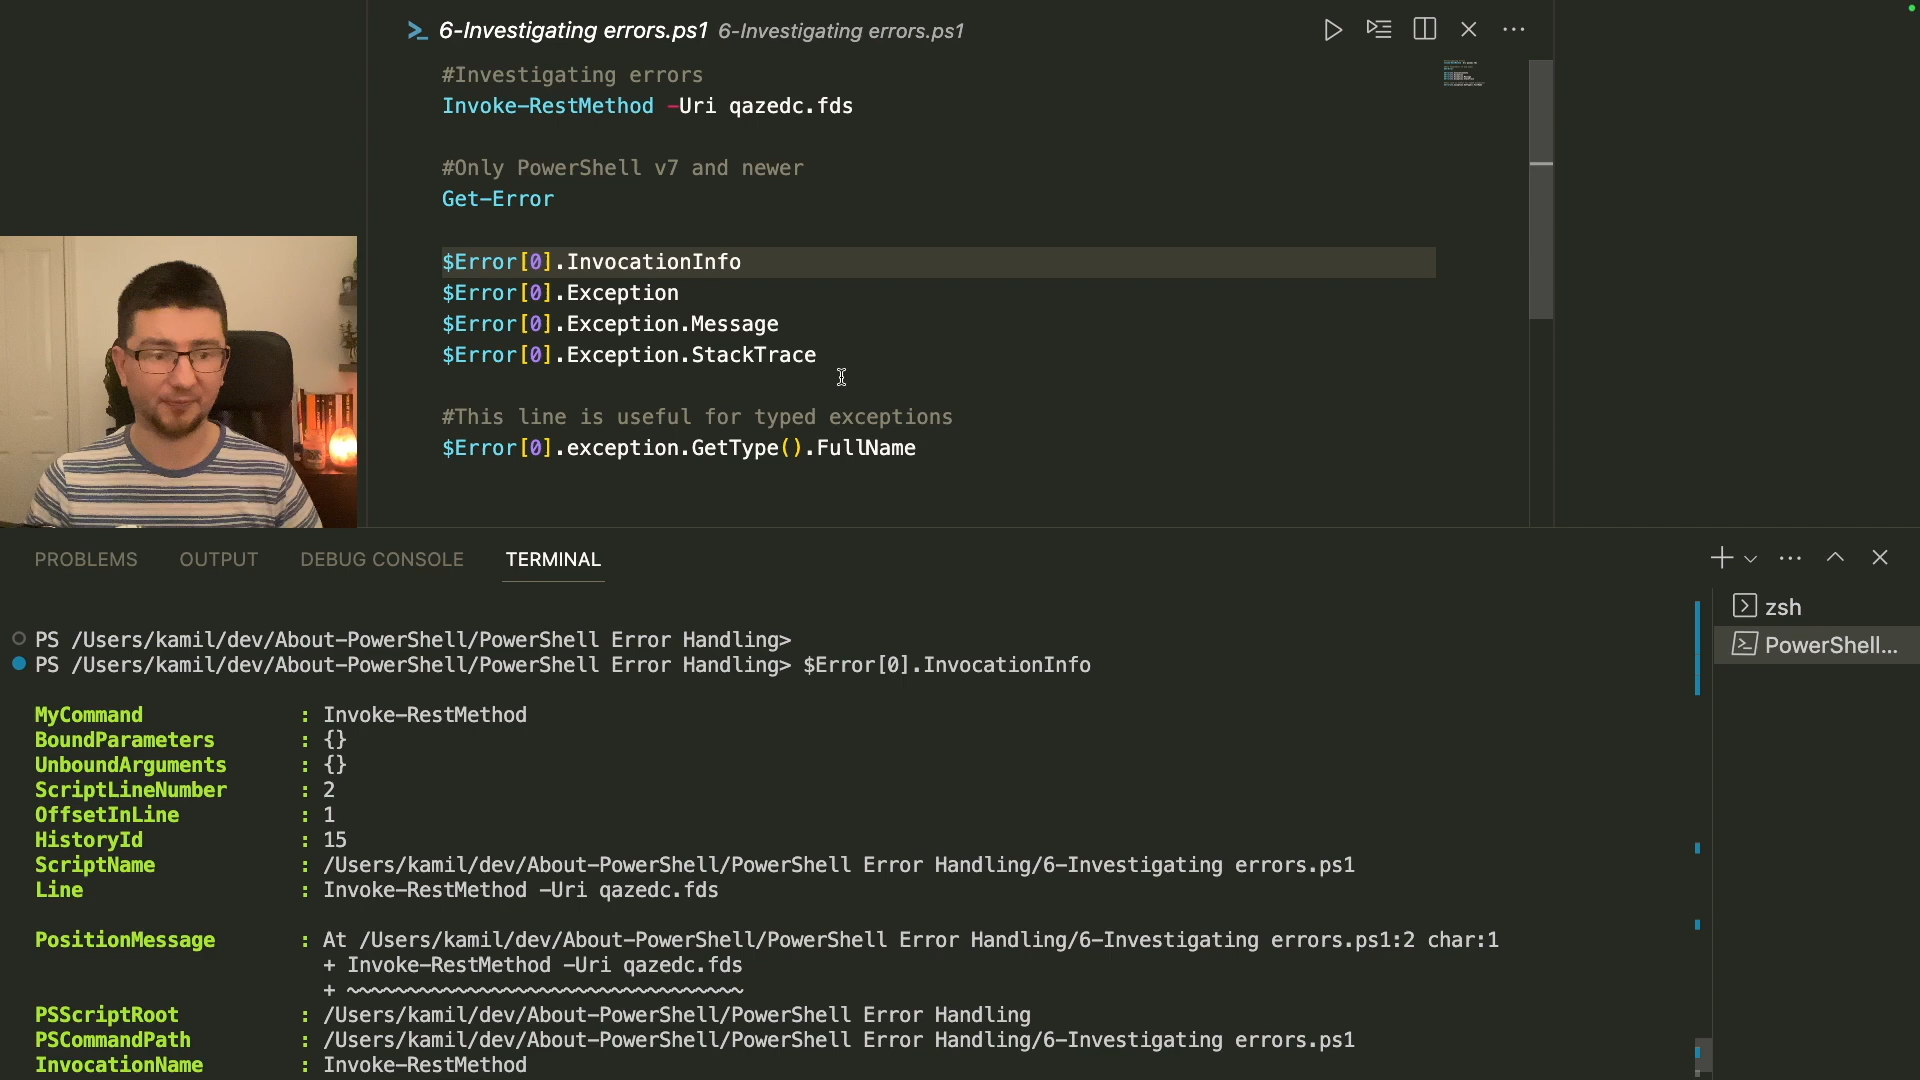 6-Investigating errors.ps1 6-Investigating errors.ps1
#Investigating errors
Invoke-RestMethod -Uri qazedc.fds
#Only PowerShell v7 and newer
Get-Error
$Error[0].InvocationInfo
$Error[0].Exception
$Error[0].Exception.Message
$Error[0].Exception.StackTrace
#This line is useful for typed exceptions
$Error[0].exception.GetType().FullName
PROBLEMS OUTPUT DEBUG CONSOLE TERMINAL
zsh
PowerShell...
PS /Users/kamil/dev/About-PowerShell/PowerShell Error Handling>
PS /Users/kamil/dev/About-PowerShell/PowerShell Error Handling> $Error[0].InvocationInfo
MyCommand : Invoke-RestMethod
BoundParameters : {}
UnboundArguments : {}
ScriptLineNumber : 2
OffsetInLine : 1
HistoryId : 15
ScriptName : /Users/kamil/dev/About-PowerShell/PowerShell Error Handling/6-Investigating errors.ps1
Line : Invoke-RestMethod -Uri qazedc.fds
PositionMessage : At /Users/kamil/dev/About-PowerShell/PowerShell Error Handling/6-Investigating errors.ps1:2 char:1
+ Invoke-RestMethod -Uri qazedc.fds
+ ~~~~~~~~~~~~~~~~~~~~~~~~~~~~~~~~~
PSScriptRoot : /Users/kamil/dev/About-PowerShell/PowerShell Error Handling
PSCommandPath : /Users/kamil/dev/About-PowerShell/PowerShell Error Handling/6-Investigating errors.ps1
InvocationName : Invoke-RestMethod